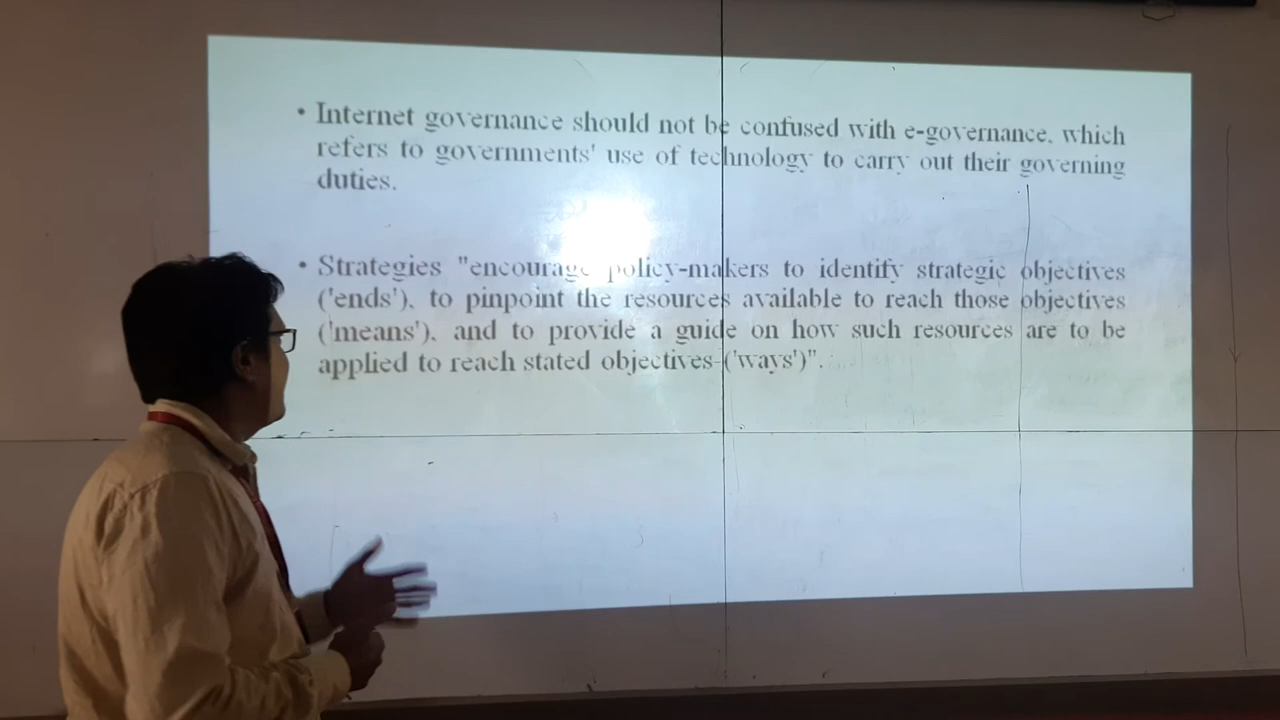 • Internet governance should not be confused with e-governance, which
refers to governments' use of technology to carry out their governing
duties.
• Strategies "encourage policy-makers to identify strategic objectives
('ends'), to pinpoint the resources available to reach those objectives
('means'), and to provide a guide on how such resources are to be
applied to reach stated objectives-('ways')".